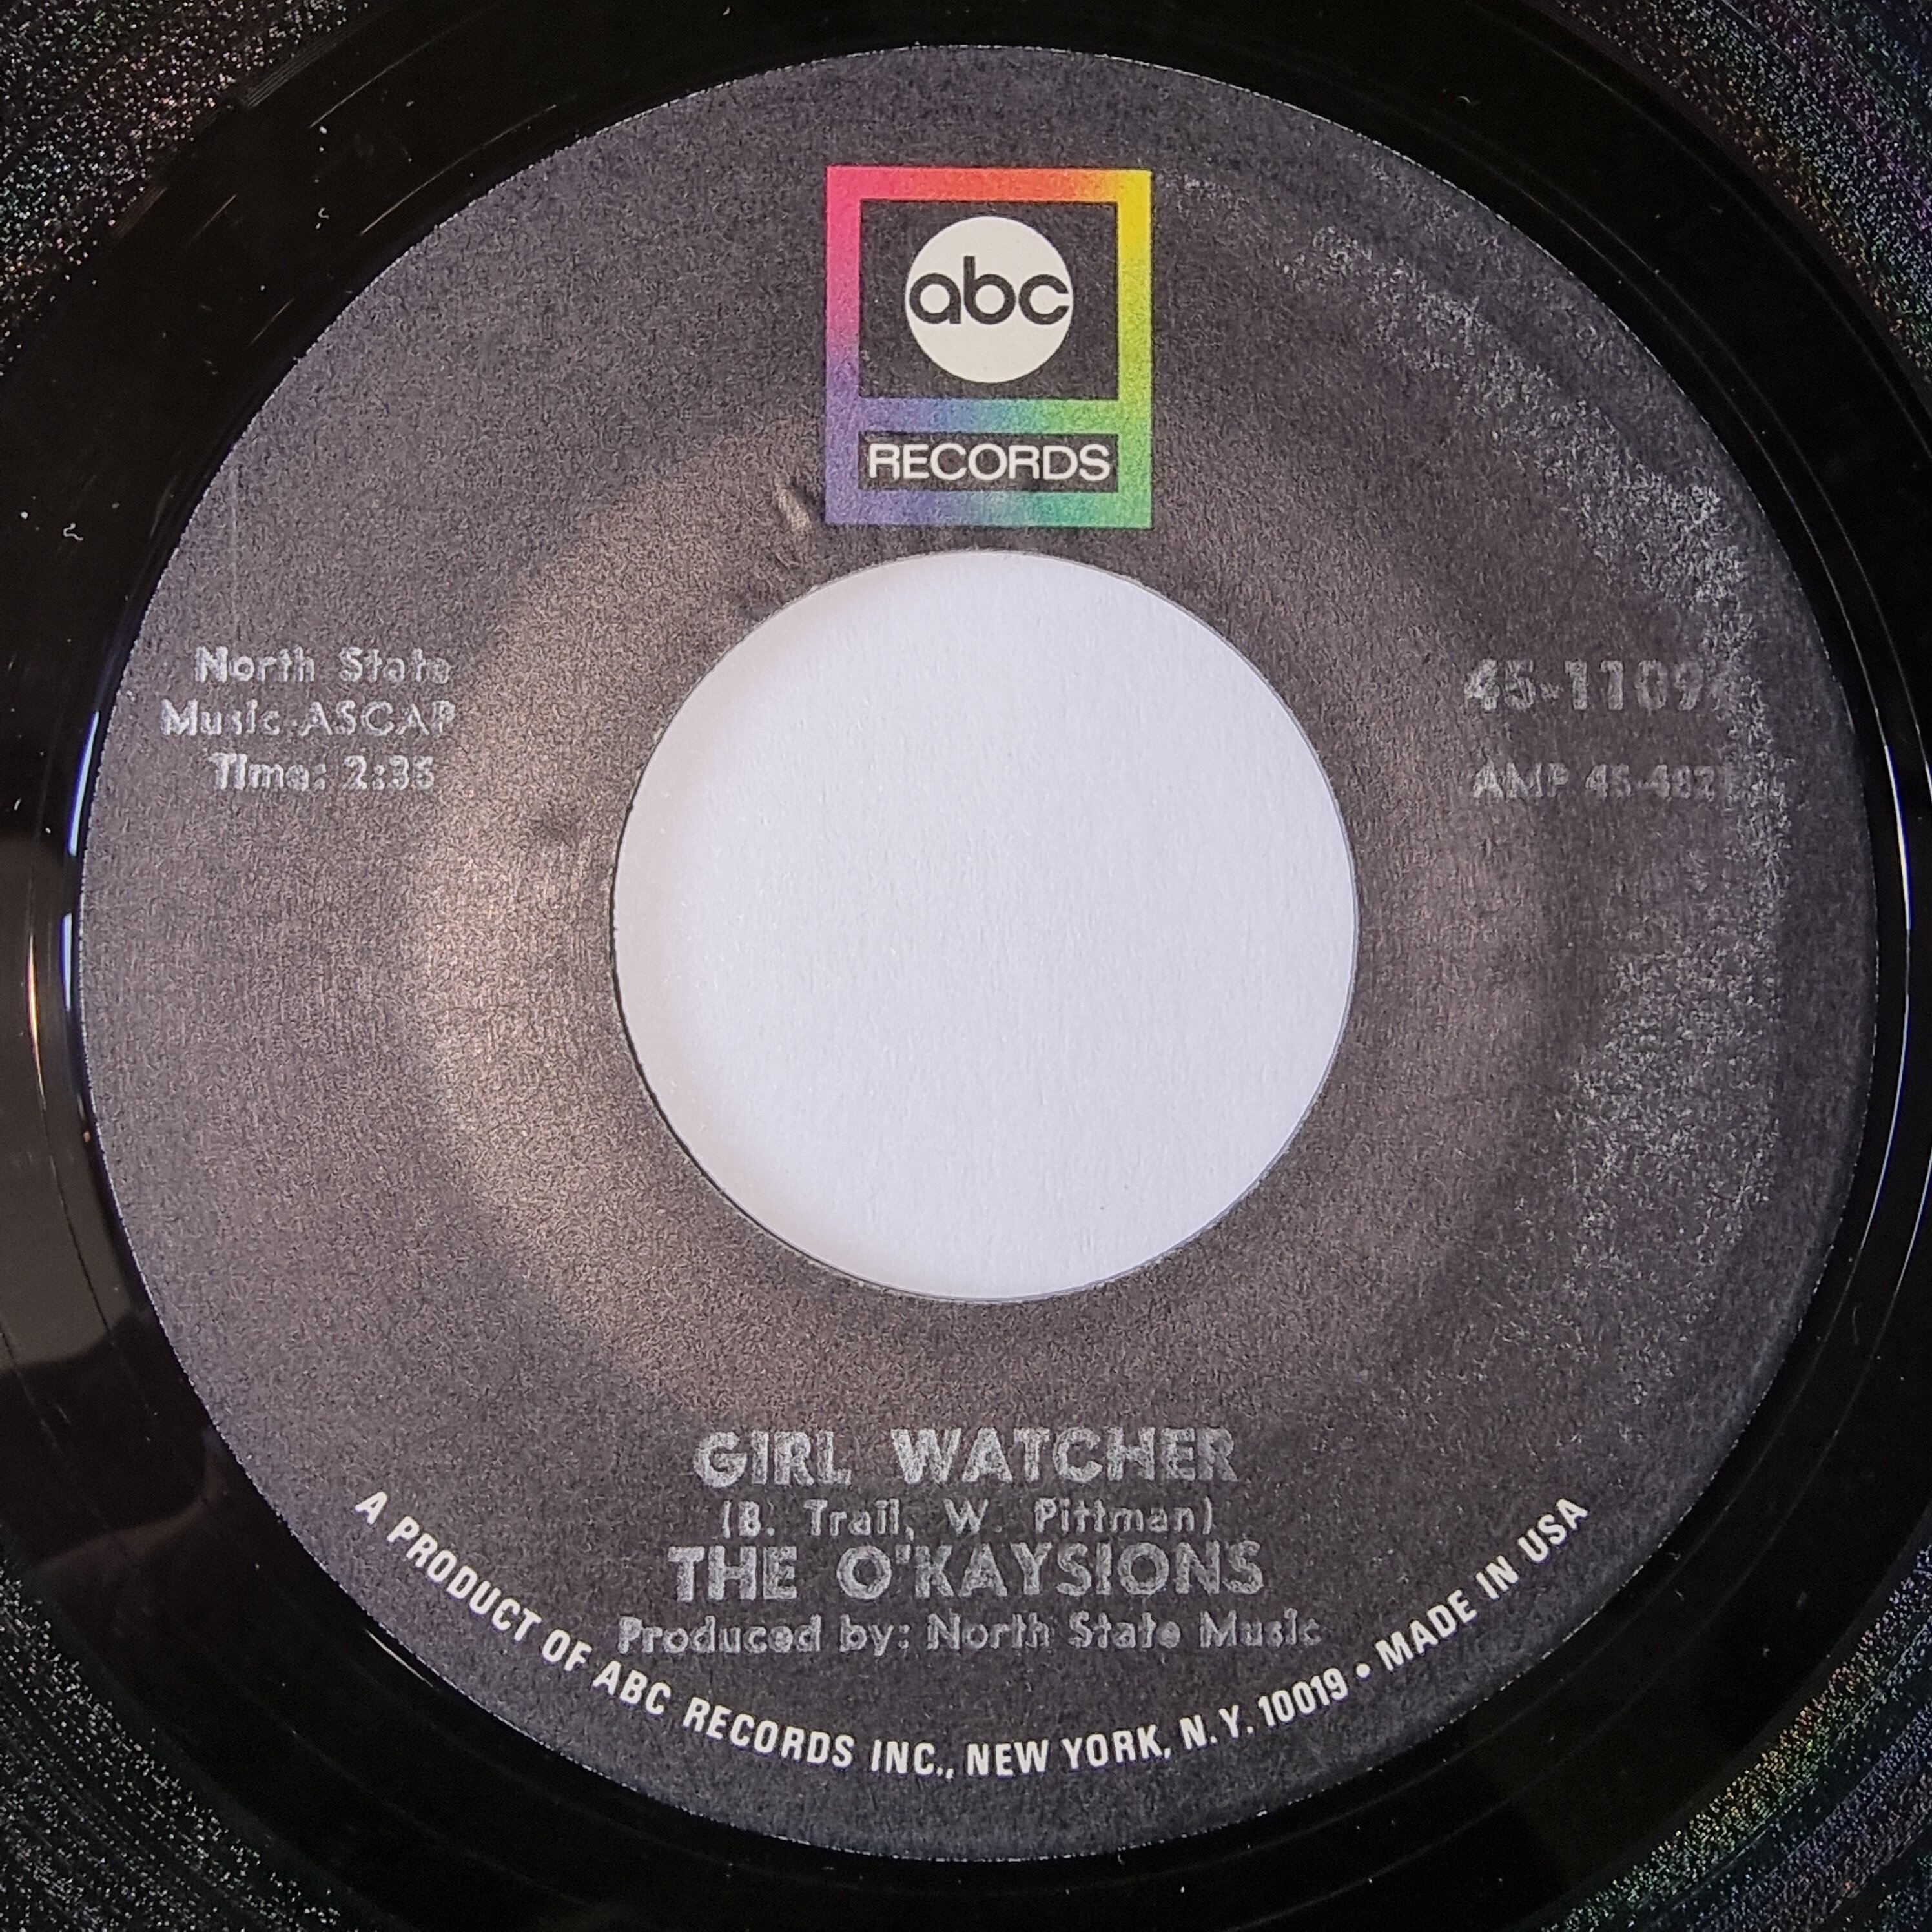 abc
RECORDS
North State
Music-ASCAP
Time: 2:35
AMP
GIRL WATCHER
(B. Trail, W. Pittman)
THE O'KAYSIONS
Produced by: North State Music
A PRODUCT OF ABC RECORDS INC., NEW YORK, N. Y. 10019 • MADE IN USA